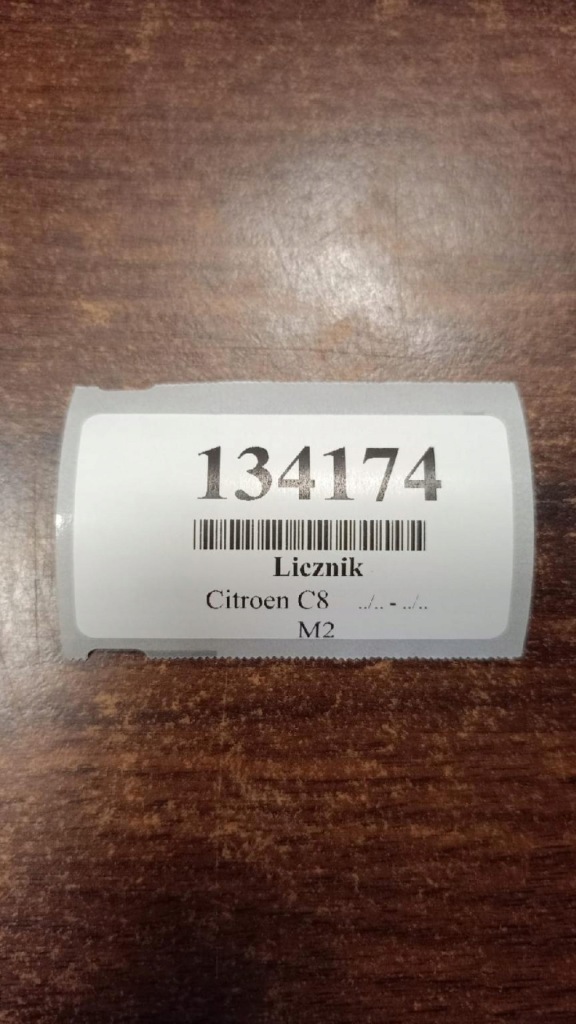 134174
Licznik
Citroen C8 ../.. - ../..
M2